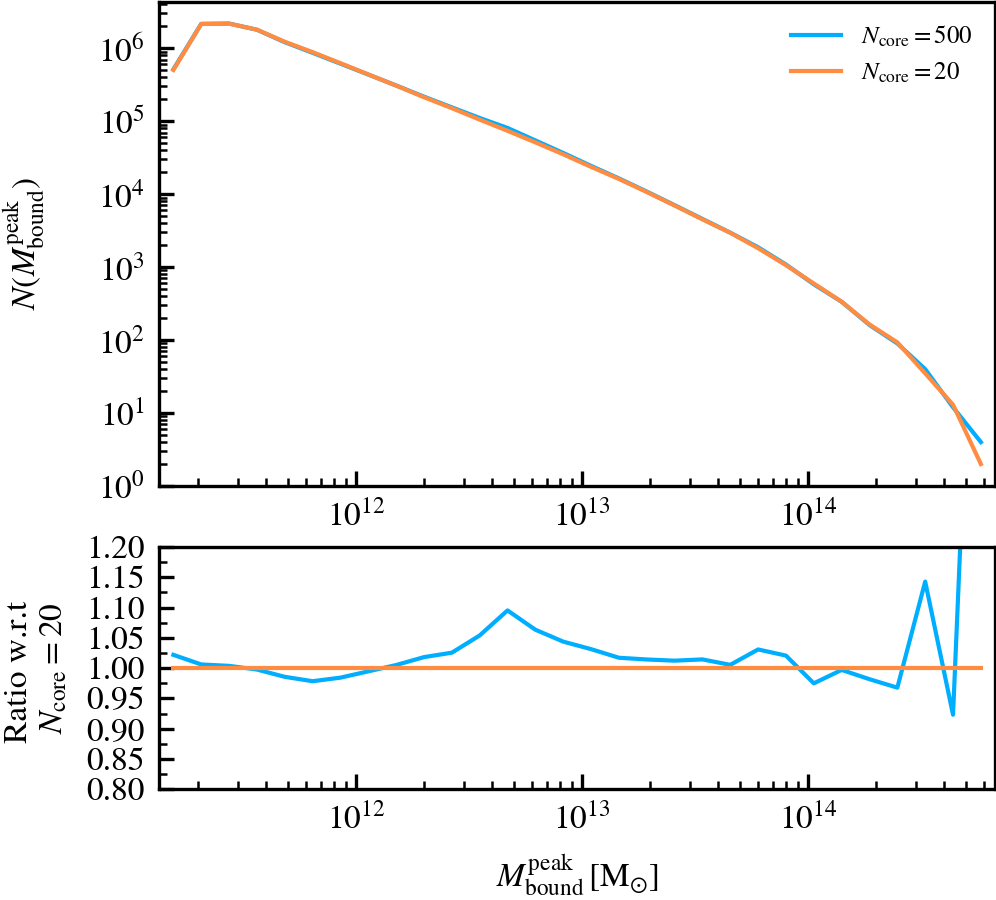 N_core = 500
N_core = 20
10^6
10^5
10^4
10^3
10^2
10^1
10^0
N(M_bound^peak)
10^12 10^13 10^14
1.20
1.15
1.10
1.05
1.00
0.95
0.90
0.85
0.80
Ratio w.r.t
N_core = 20
10^12 10^13 10^14
M_bound^peak [M_⊙]